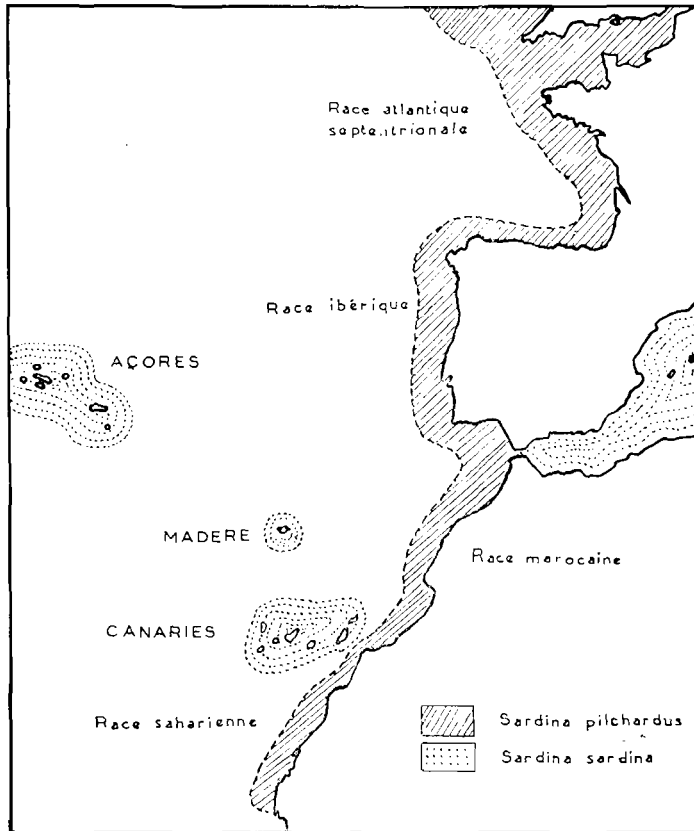 Race atlantique
septentrionale
Race ibérique
AÇORES
MADERE
Race marocaine
CANARIES
Race saharienne
Sardina pilchardus
Sardina sardina